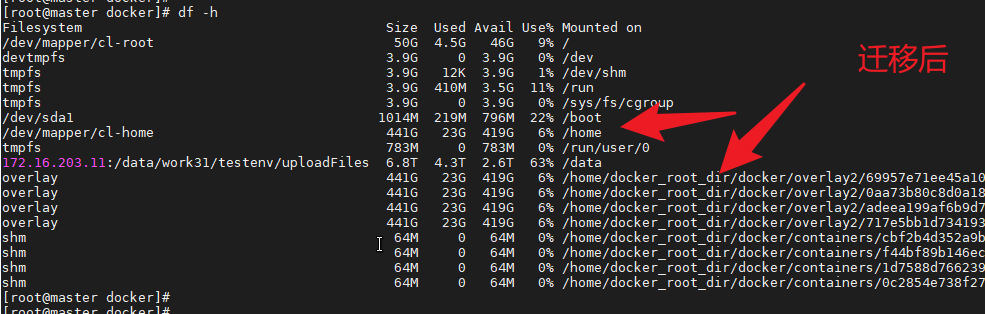 [root@master docker]# df -h
Filesystem Size Used Avail Use% Mounted on
/dev/mapper/cl-root 50G 4.5G 46G 9% /
devtmpfs 3.9G 0 3.9G 0% /dev
tmpfs 3.9G 12K 3.9G 1% /dev/shm
tmpfs 3.9G 410M 3.5G 11% /run
tmpfs 3.9G 0 3.9G 0% /sys/fs/cgroup
/dev/sda1 1014M 219M 796M 22% /boot
/dev/mapper/cl-home 441G 23G 419G 6% /home
tmpfs 783M 0 783M 0% /run/user/0
172.16.203.11:/data/work31/testenv/uploadFiles 6.8T 4.3T 2.6T 63% /data
overlay 441G 23G 419G 6% /home/docker_root_dir/docker/overlay2/69957e71ee45a10
overlay 441G 23G 419G 6% /home/docker_root_dir/docker/overlay2/0aa73b80c8d0a18
overlay 441G 23G 419G 6% /home/docker_root_dir/docker/overlay2/adeea199af6b9d7
overlay 441G 23G 419G 6% /home/docker_root_dir/docker/overlay2/717e5bb1d734193
shm 64M 0 64M 0% /home/docker_root_dir/docker/containers/cbf2b4d352a9b
shm 64M 0 64M 0% /home/docker_root_dir/docker/containers/f44bf89b146ec
shm 64M 0 64M 0% /home/docker_root_dir/docker/containers/1d7588d766239
shm 64M 0 64M 0% /home/docker_root_dir/docker/containers/0c2854e738f27
[root@master docker]#
[root@master docker]#
迁移后